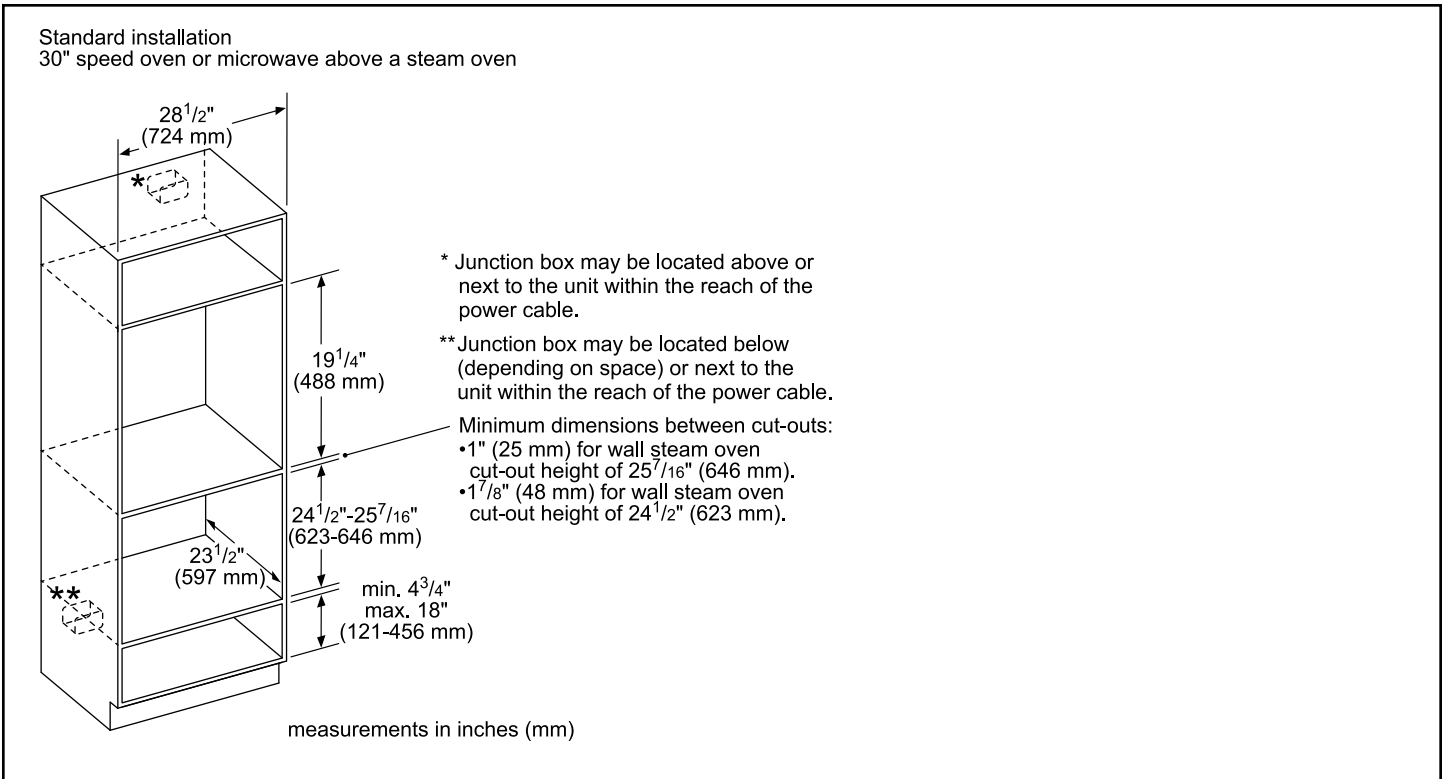 Standard installation
30" speed oven or microwave above a steam oven
28 1/2"
(724 mm)
*
* Junction box may be located above or
next to the unit within the reach of the
power cable.
**Junction box may be located below
(depending on space) or next to the
unit within the reach of the power cable.
19 1/4"
(488 mm)
Minimum dimensions between cut-outs:
•1" (25 mm) for wall steam oven
cut-out height of 25 7/16" (646 mm).
•1 7/8" (48 mm) for wall steam oven
cut-out height of 24 1/2" (623 mm).
24 1/2"-25 7/16"
(623-646 mm)
23 1/2"
(597 mm)
**
min. 4 3/4"
max. 18"
(121-456 mm)
measurements in inches (mm)